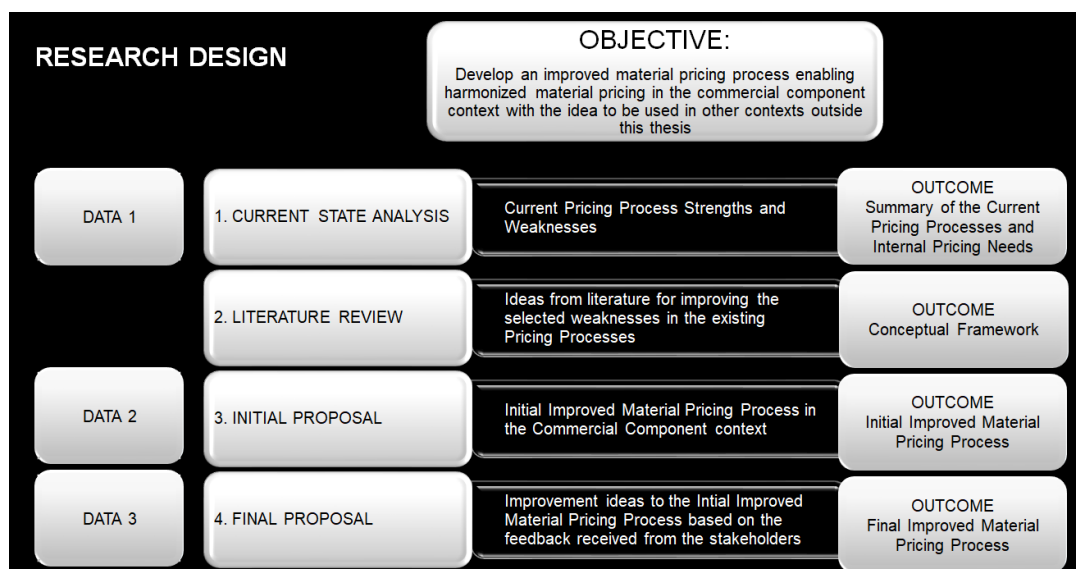 RESEARCH DESIGN
OBJECTIVE:
Develop an improved material pricing process enabling
harmonized material pricing in the commercial component
context with the idea to be used in other contexts outside
this thesis
DATA 1
1. CURRENT STATE ANALYSIS
Current Pricing Process Strengths and
Weaknesses
OUTCOME
Summary of the Current
Pricing Processes and
Internal Pricing Needs
2. LITERATURE REVIEW
Ideas from literature for improving the
selected weaknesses in the existing
Pricing Processes
OUTCOME
Conceptual Framework
DATA 2
3. INITIAL PROPOSAL
Initial Improved Material Pricing Process in
the Commercial Component context
OUTCOME
Initial Improved Material
Pricing Process
DATA 3
4. FINAL PROPOSAL
Improvement ideas to the Intial Improved
Material Pricing Process based on the
feedback received from the stakeholders
OUTCOME
Final Improved Material
Pricing Process